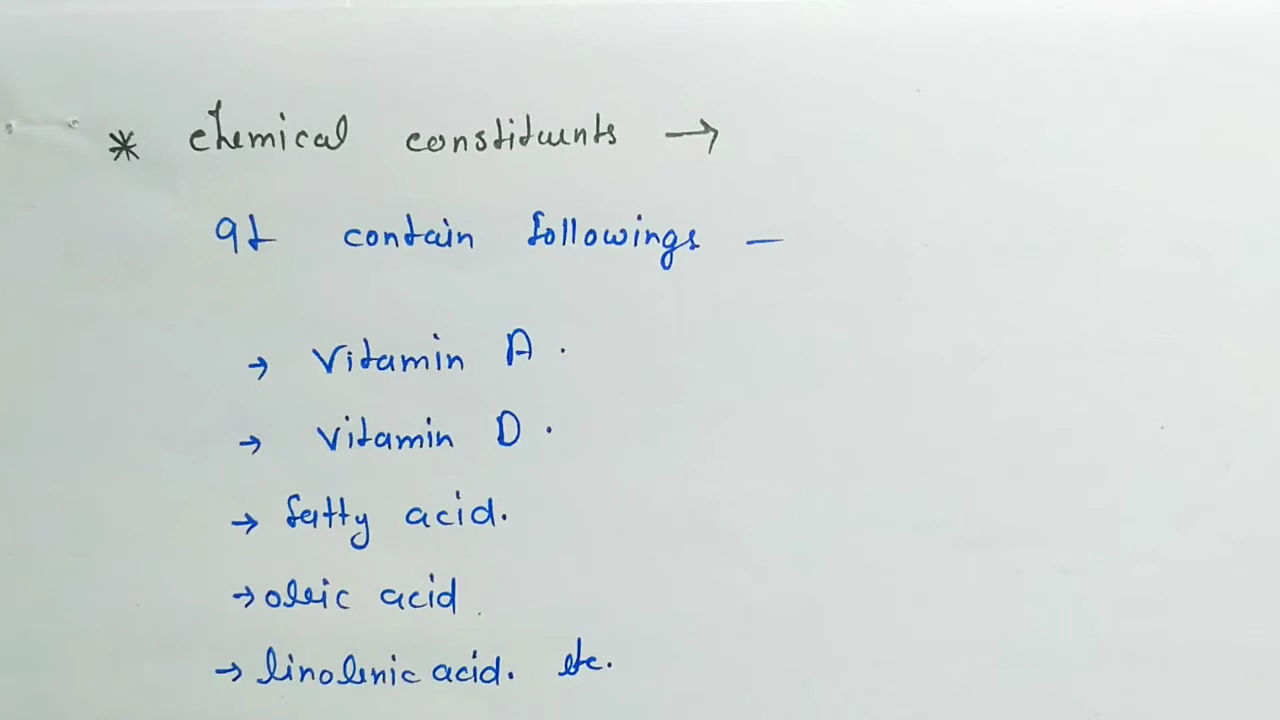 * chemical constituents →
It contain followings —
→ Vitamin A.
→ Vitamin D.
→ fatty acid.
→ oleic acid
→ linolenic acid. etc.